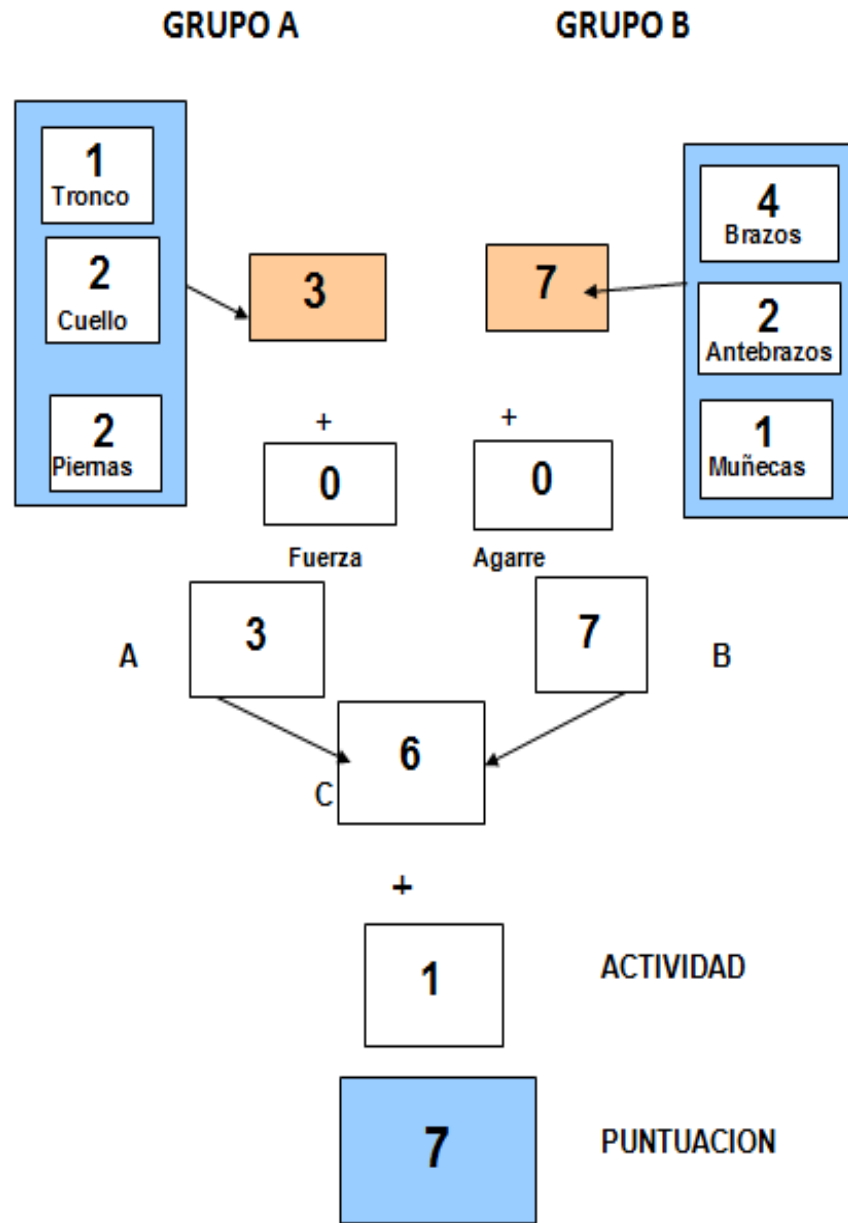 GRUPO A
GRUPO B
1
Tronco
2
Cuello
2
Piernas
3
+
0
Fuerza
7
+
0
Agarre
4
Brazos
2
Antebrazos
1
Muñecas
A
3
7
B
6
C
+
1
ACTIVIDAD
7
PUNTUACION